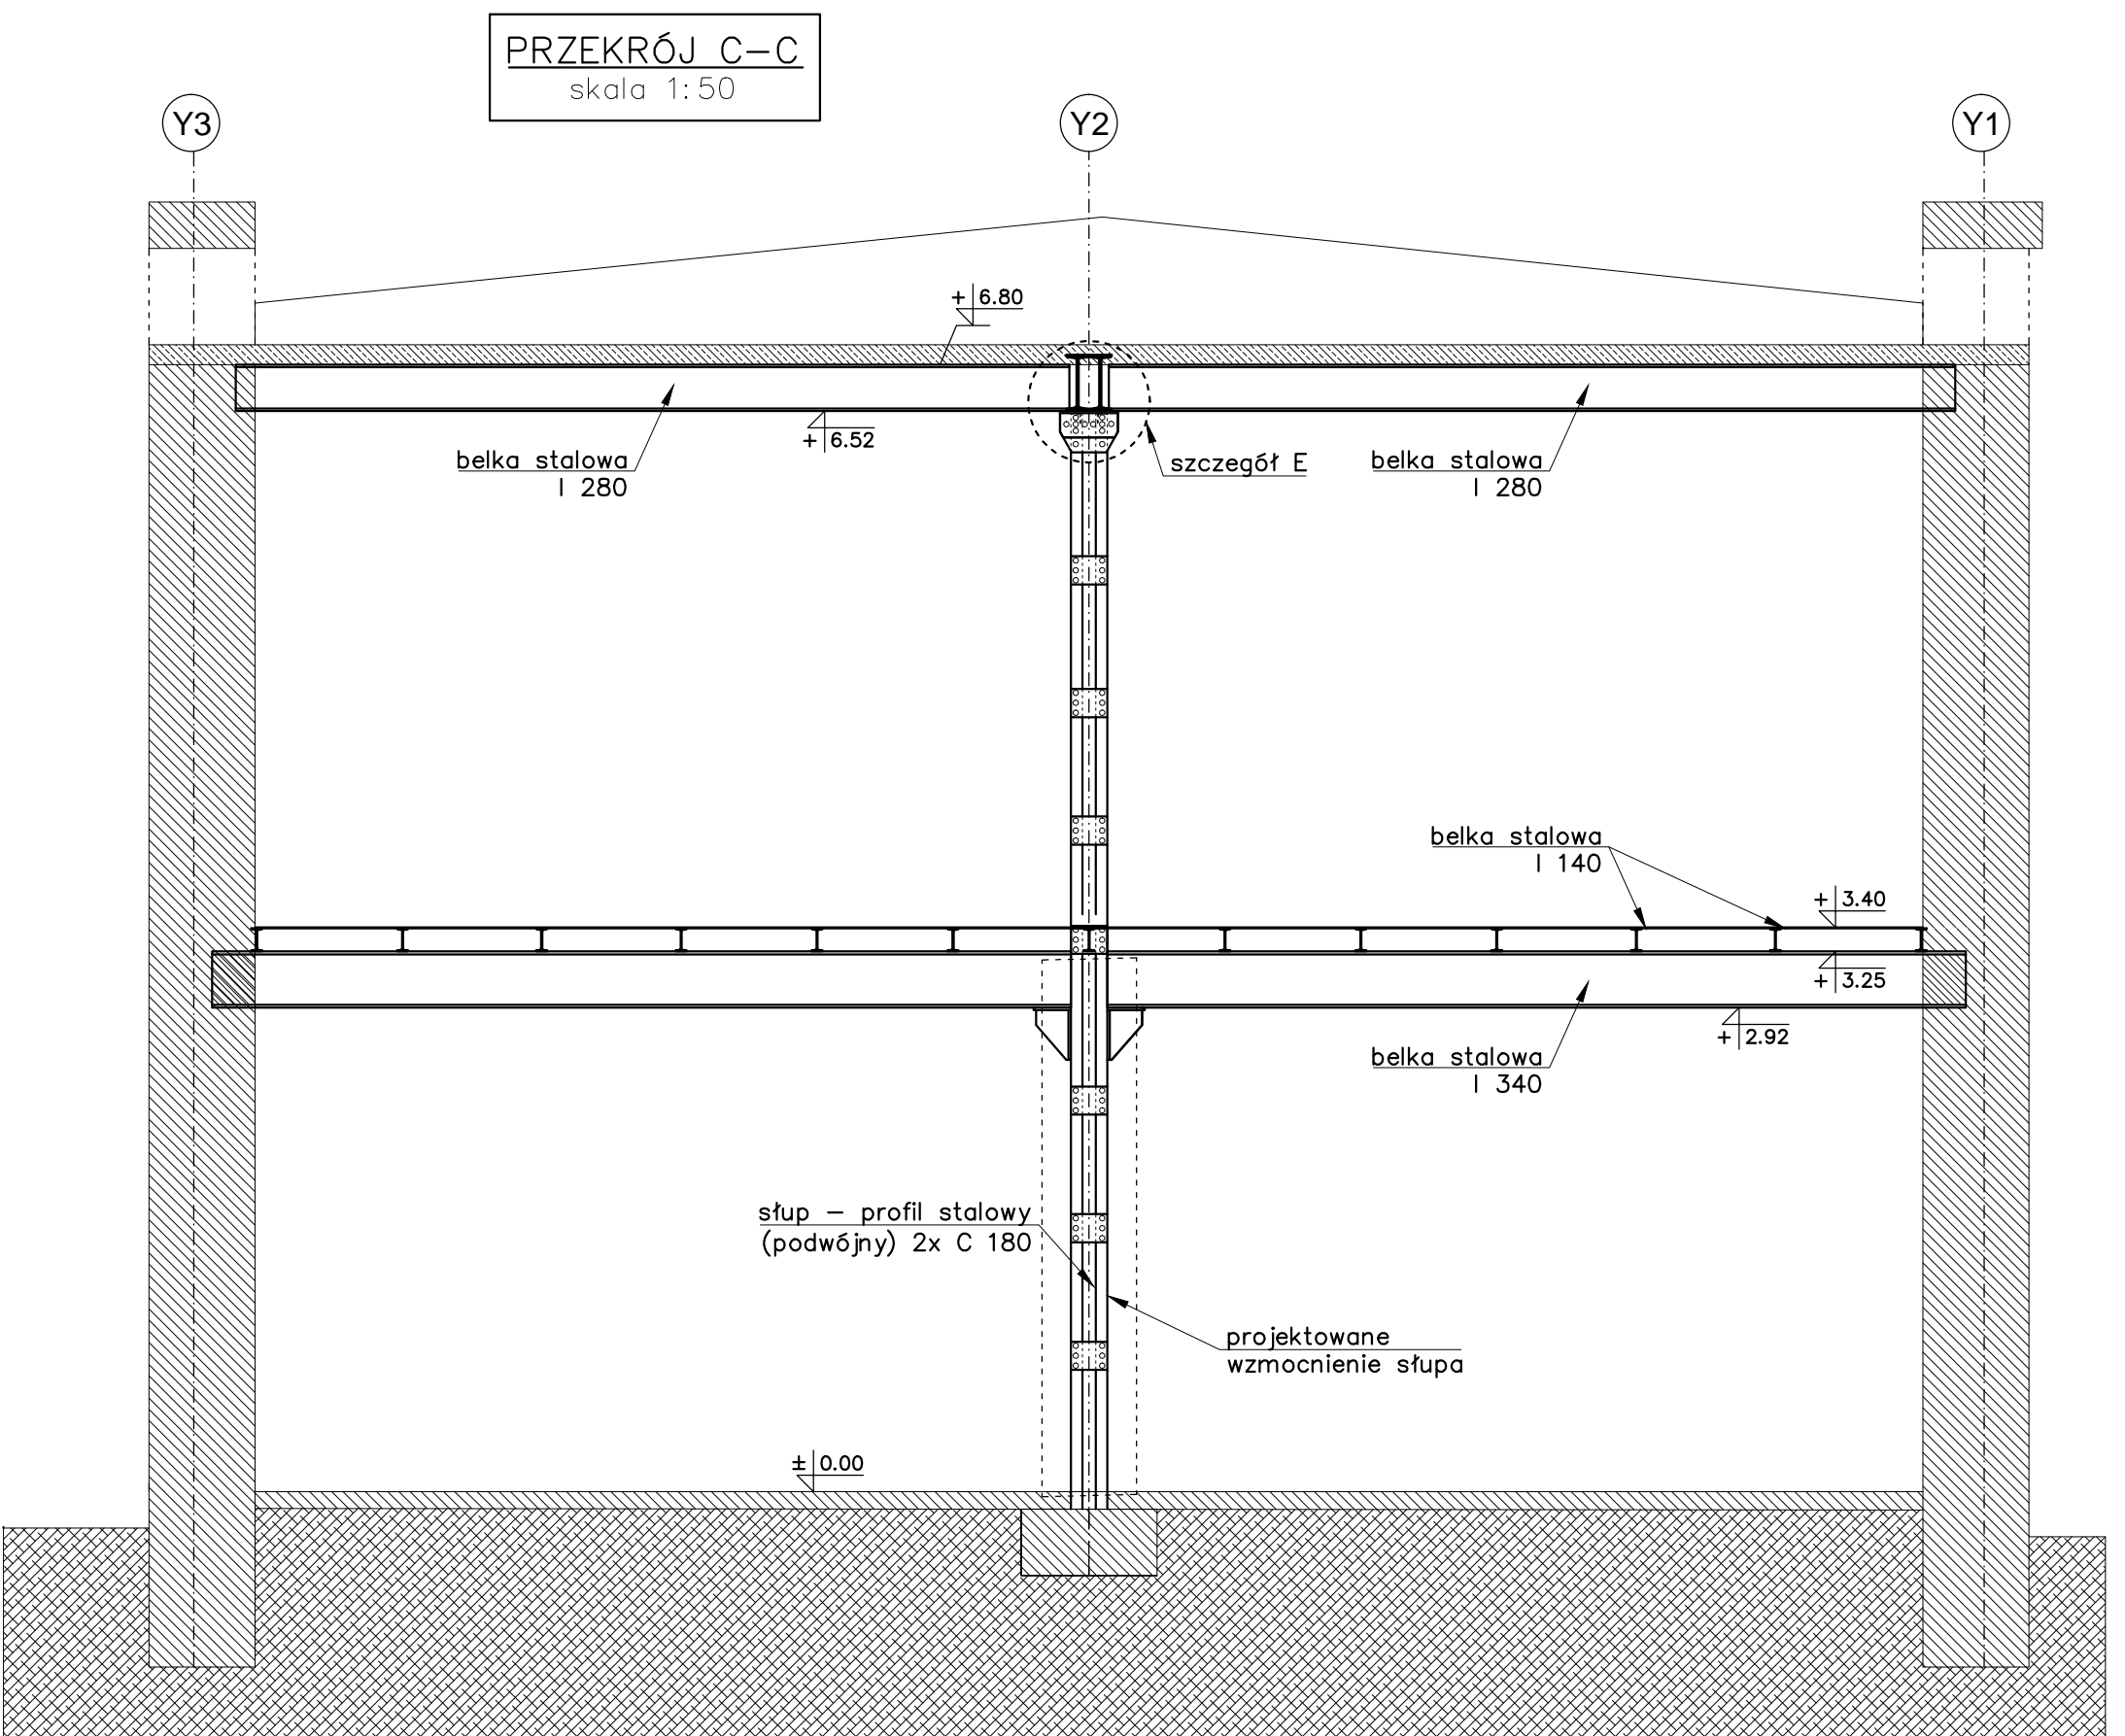 PRZEKRÓJ C–C
skala 1:50
Y3
Y2
Y1
+ 6.80
+ 6.52
belka stalowa
I 280
szczegół E
belka stalowa
I 280
belka stalowa
I 140
+ 3.40
+ 3.25
+ 2.92
belka stalowa
I 340
słup – profil stalowy
(podwójny) 2x C 180
projektowane
wzmocnienie słupa
± 0.00